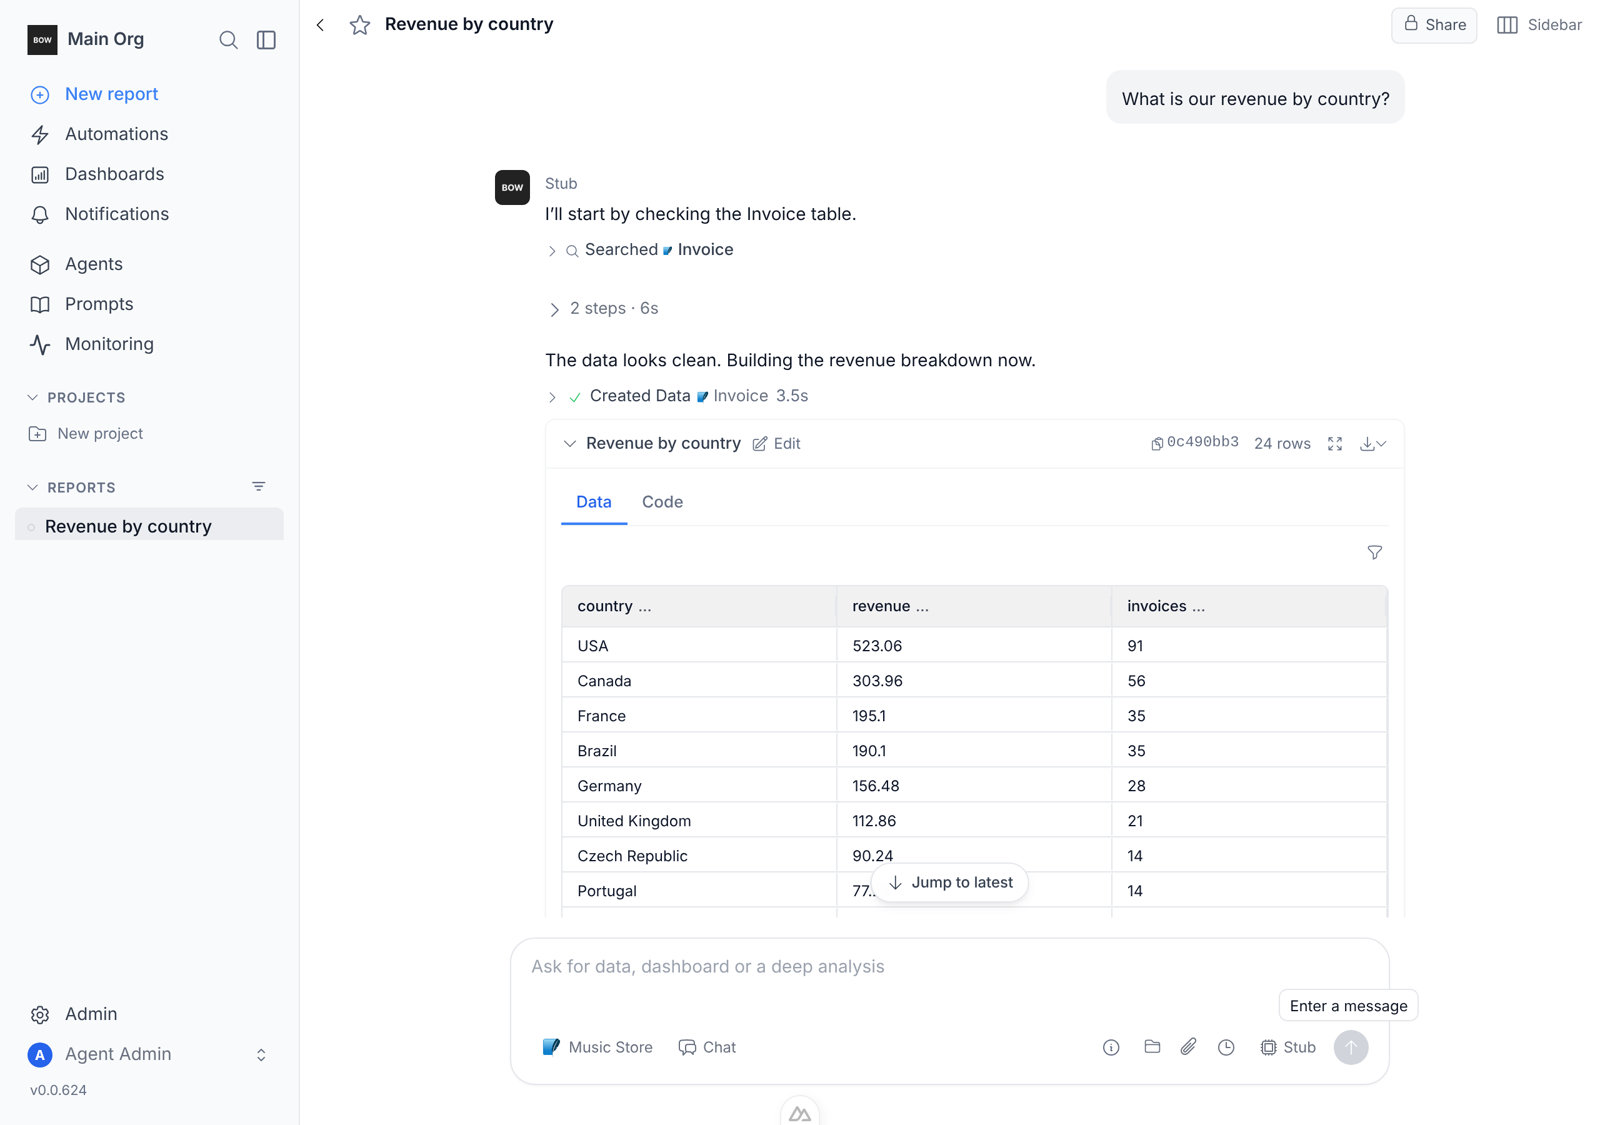 BOW Main Org
New report
Automations
Dashboards
Notifications
Agents
Prompts
Monitoring
PROJECTS
New project
REPORTS
Revenue by country
Admin
A Agent Admin
v0.0.624
Revenue by country
Share
Sidebar
What is our revenue by country?
BOW
Stub
I’ll start by checking the Invoice table.
Searched Invoice
2 steps · 6s
The data looks clean. Building the revenue breakdown now.
Created Data Invoice 3.5s
Revenue by country Edit 0c490bb3 24 rows
Data Code
country ... revenue ... invoices ...
USA 523.06 91
Canada 303.96 56
France 195.1 35
Brazil 190.1 35
Germany 156.48 28
United Kingdom 112.86 21
Czech Republic 90.24 14
Portugal 14
Jump to latest
Ask for data, dashboard or a deep analysis
Enter a message
Music Store Chat Stub